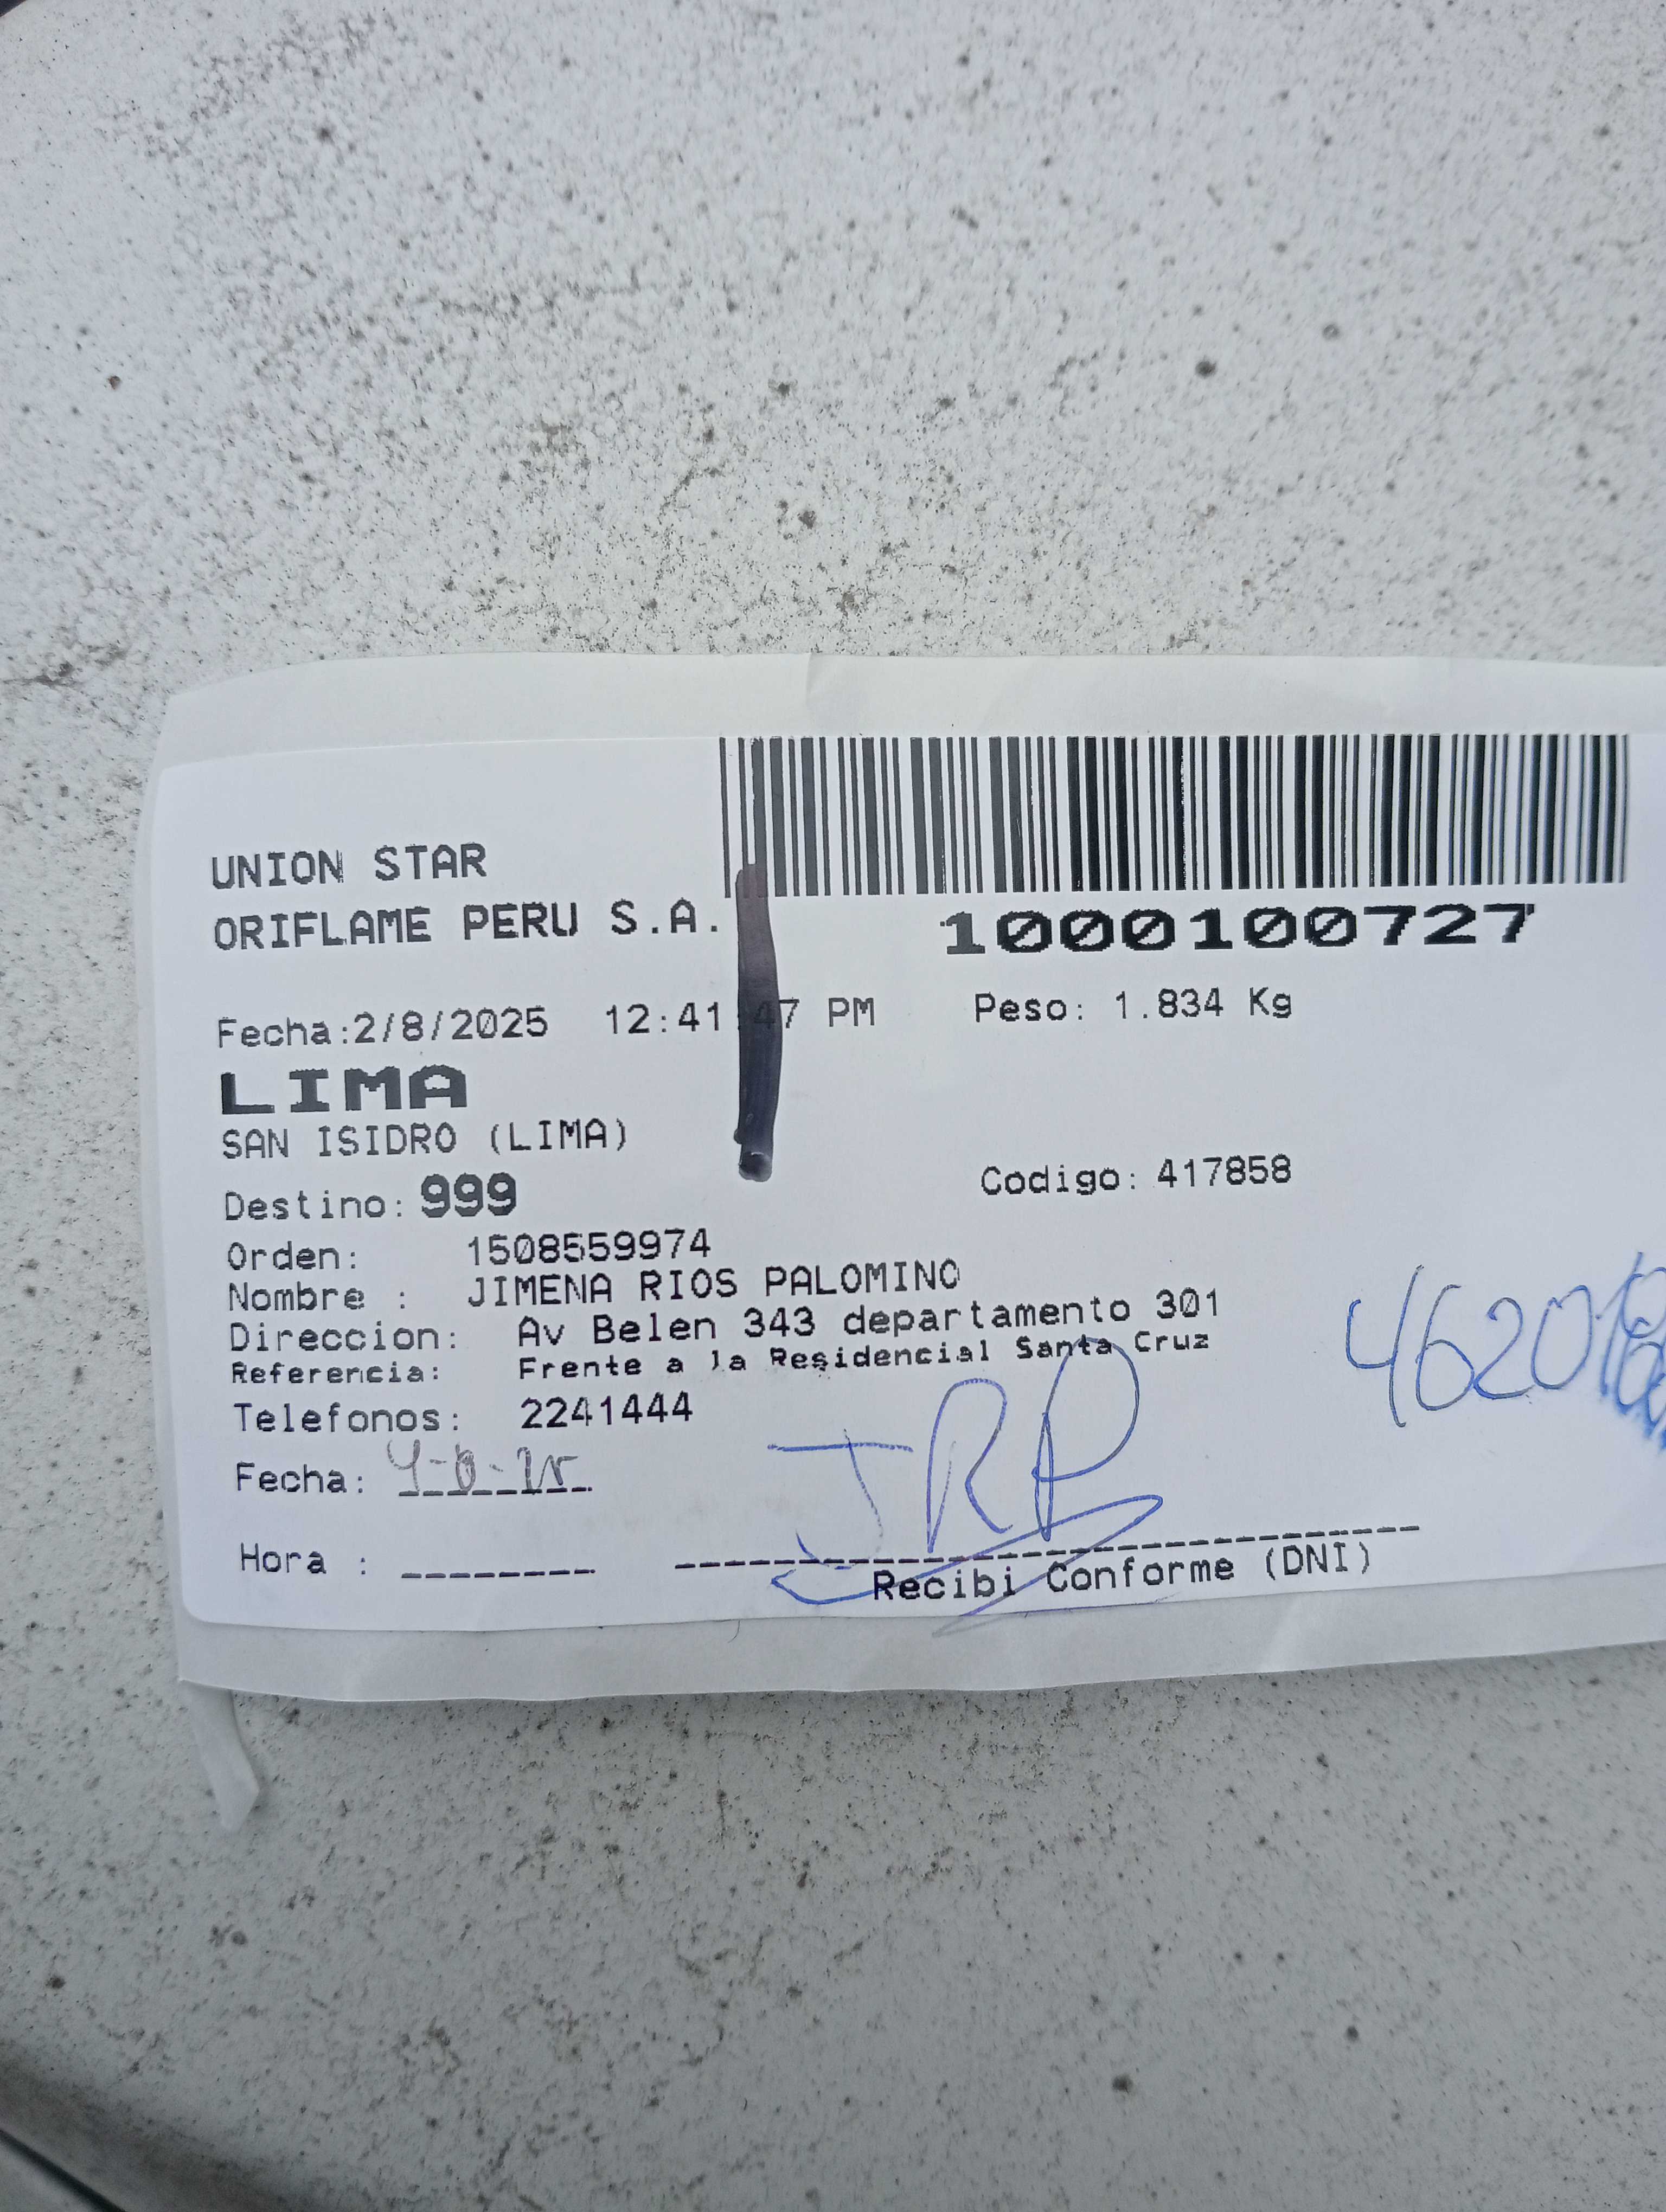 UNION STAR
ORIFLAME PERU S.A.
1000100727
Fecha:2/8/2025 12:41:47 PM Peso: 1.834 Kg
LIMA
SAN ISIDRO (LIMA)
Destino: 999 Codigo: 417858
Orden: 1508559974
Nombre : JIMENA RIOS PALOMINO
Direccion: Av Belen 343 departamento 301
Referencia: Frente a la Residencial Santa Cruz
Telefonos: 2241444
Fecha:
JRP
Hora :
Recibi Conforme (DNI)